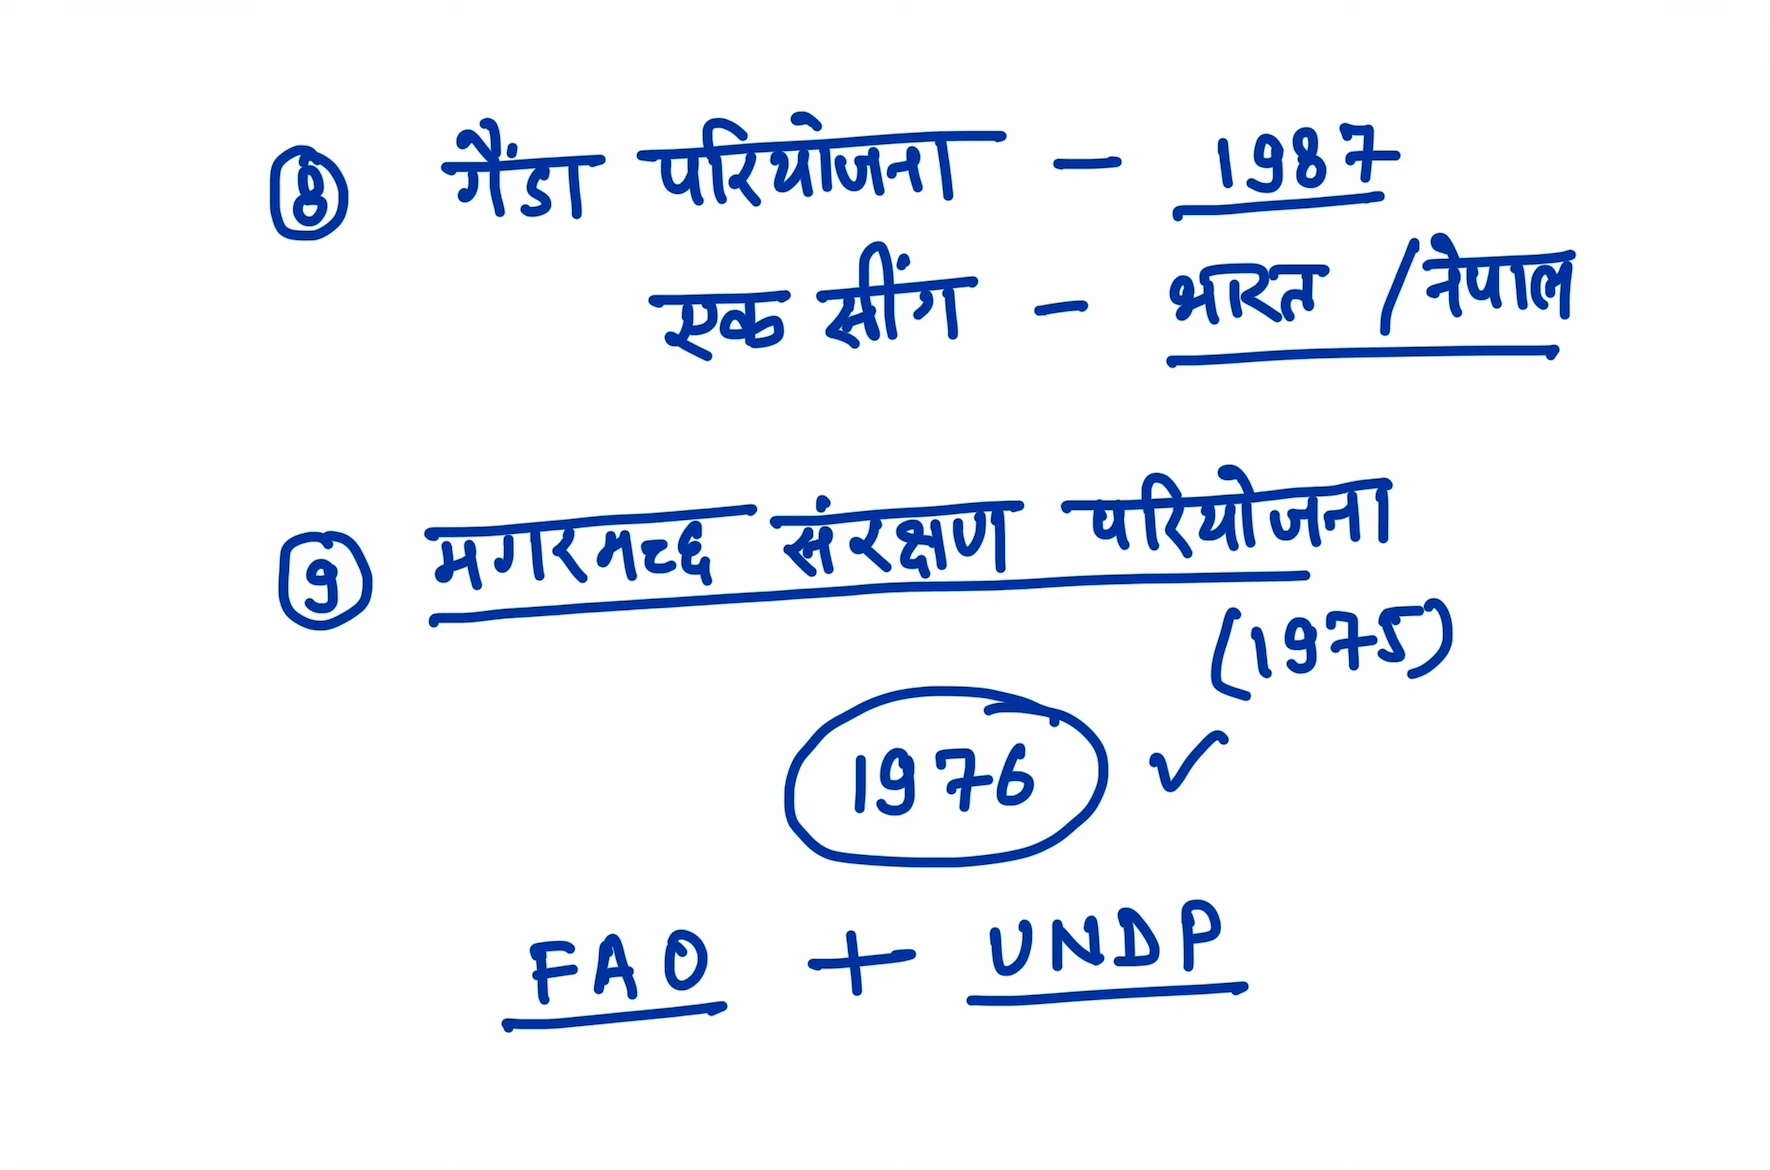 8 गैंडा परियोजना - 1987
एक सींग - भारत / नेपाल
9 मगरमच्छ संरक्षण परियोजना
(1975)
1976 ✓
FAO + UNDP